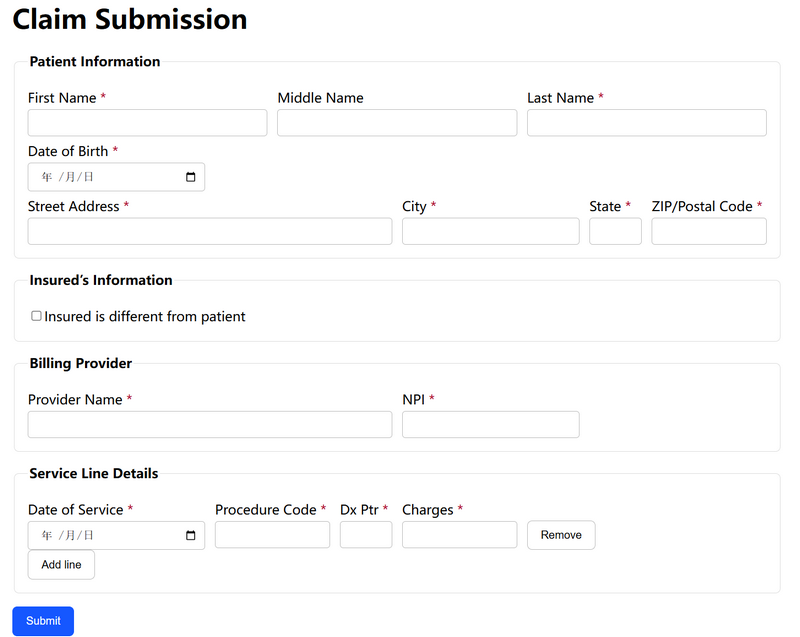 Claim Submission
Patient Information
First Name * Middle Name Last Name *
Date of Birth *
年 /月/日
Street Address * City * State * ZIP/Postal Code *
Insured’s Information
Insured is different from patient
Billing Provider
Provider Name * NPI *
Service Line Details
Date of Service * Procedure Code * Dx Ptr * Charges *
年 /月/日 Remove
Add line
Submit